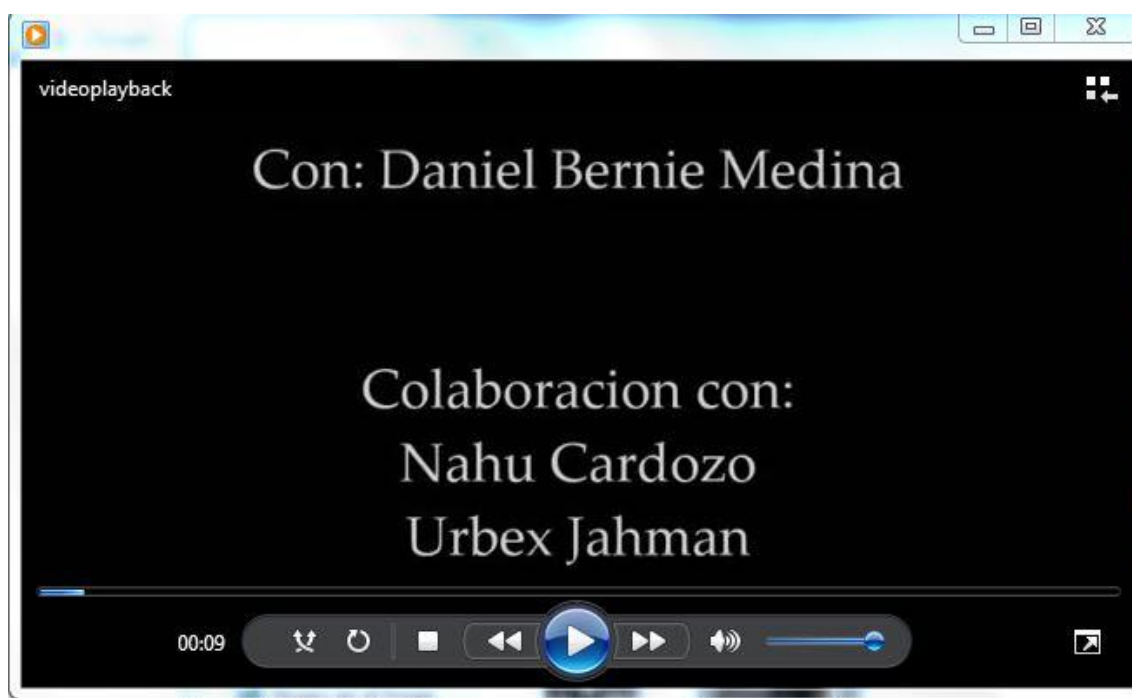 videoplayback
Con: Daniel Bernie Medina
Colaboracion con:
Nahu Cardozo
Urbex Jahman
00:09